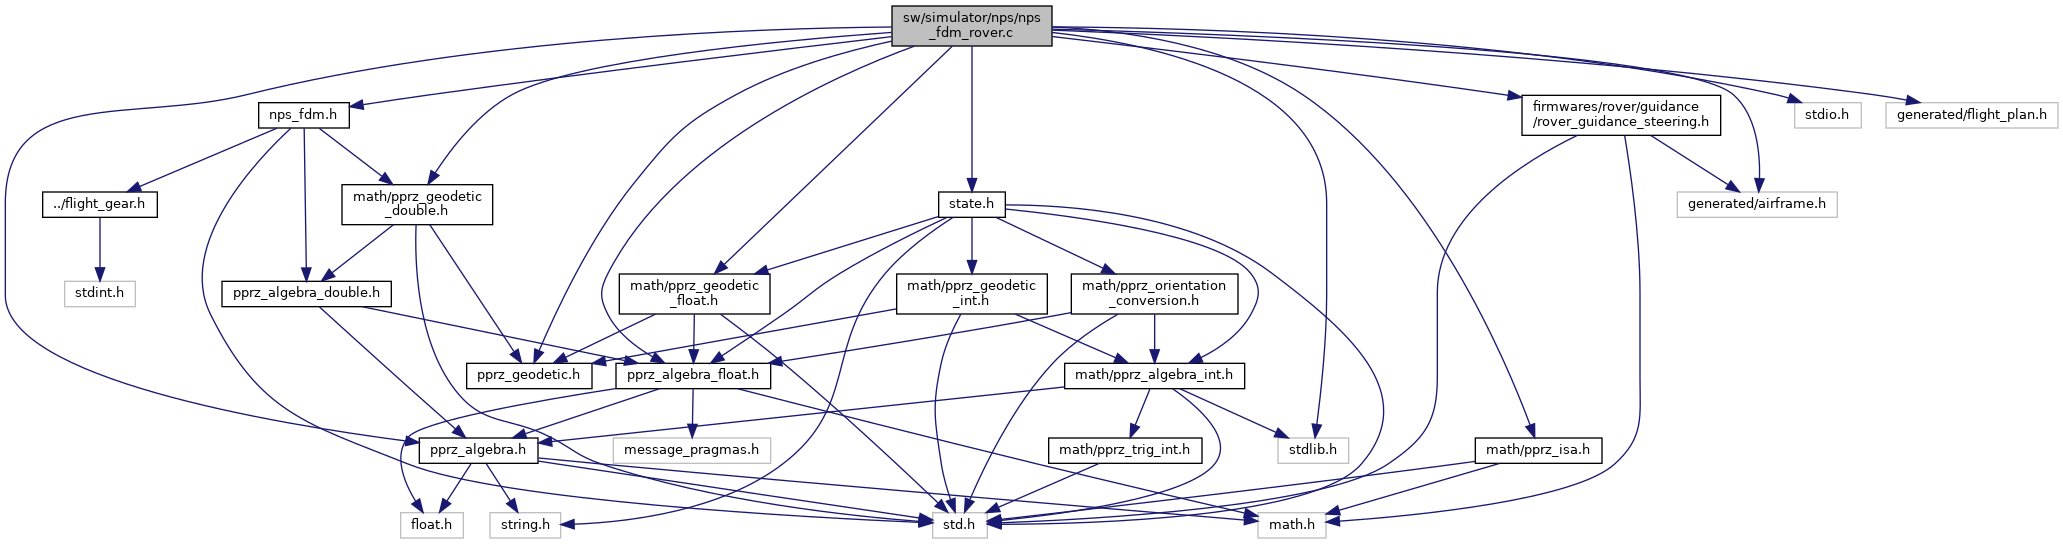 sw/simulator/nps/nps
_fdm_rover.c
nps_fdm.h
firmwares/rover/guidance
/rover_guidance_steering.h
stdio.h
generated/flight_plan.h
../flight_gear.h
math/pprz_geodetic
_double.h
state.h
generated/airframe.h
stdint.h
pprz_algebra_double.h
math/pprz_geodetic
_float.h
math/pprz_geodetic
_int.h
math/pprz_orientation
_conversion.h
pprz_geodetic.h
pprz_algebra_float.h
math/pprz_algebra_int.h
pprz_algebra.h
message_pragmas.h
math/pprz_trig_int.h
stdlib.h
math/pprz_isa.h
float.h
string.h
std.h
math.h